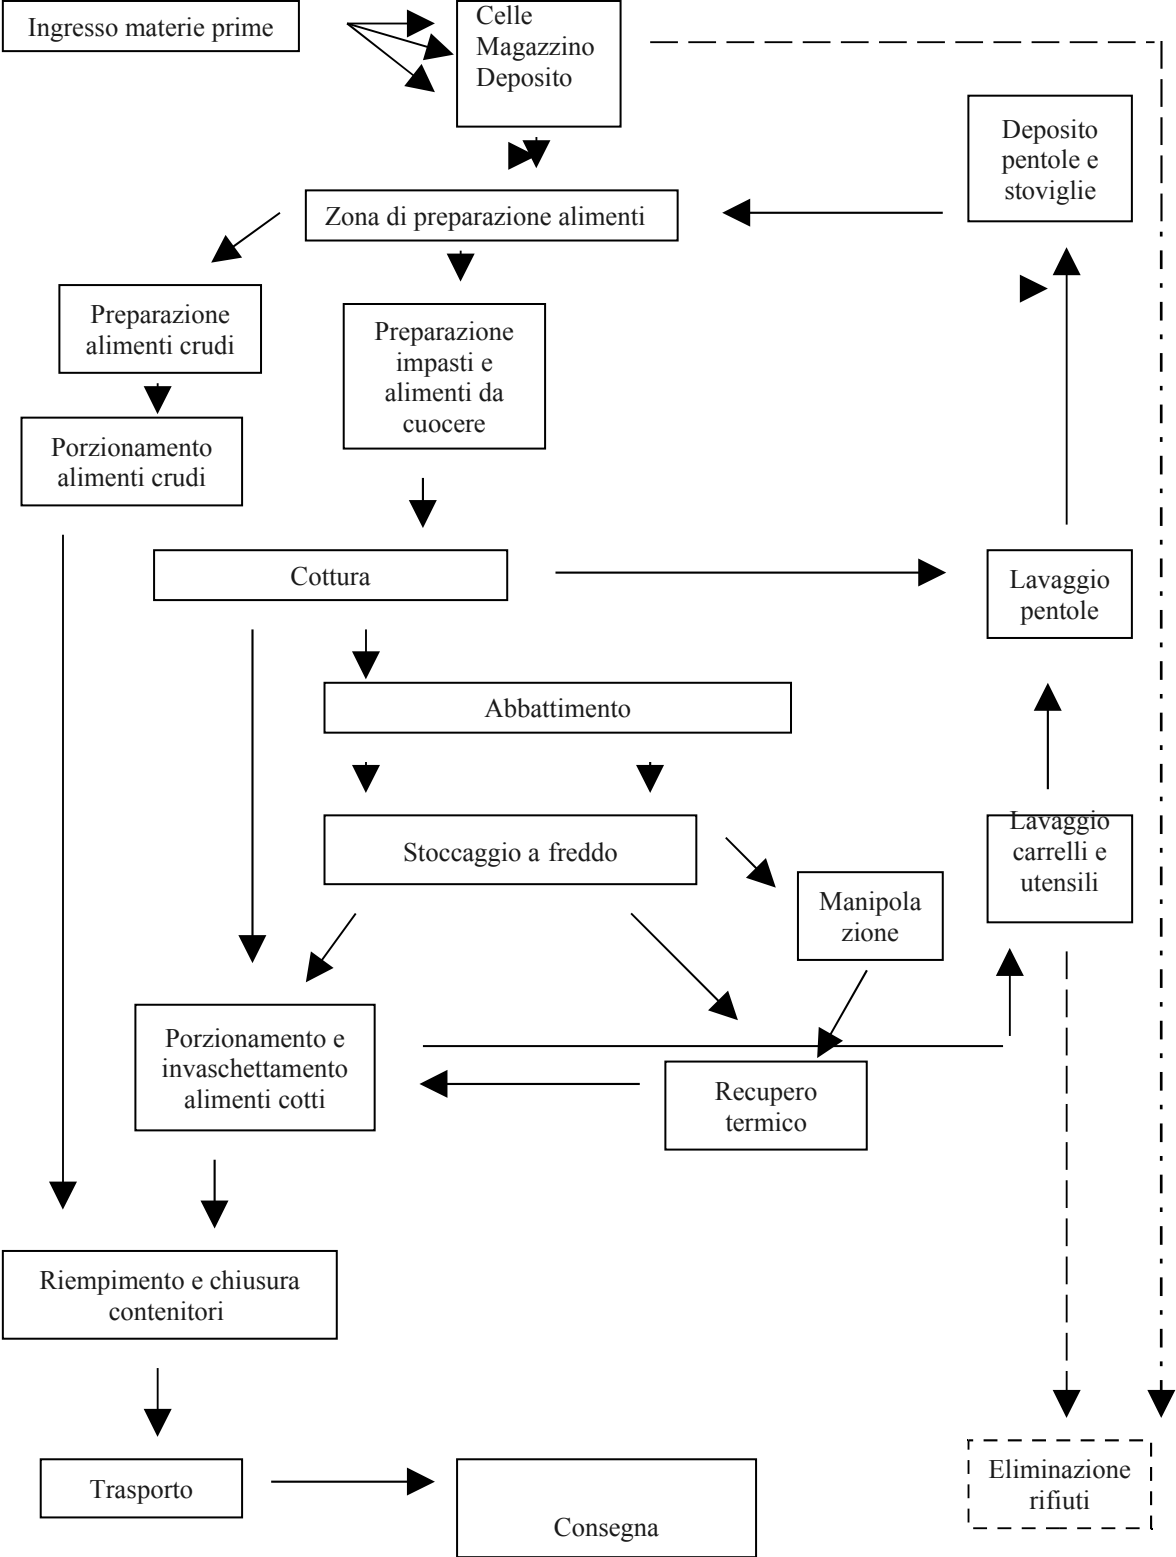 Ingresso materie prime
Celle
Magazzino
Deposito
Deposito
pentole e
stoviglie
Zona di preparazione alimenti
Preparazione
alimenti crudi
Preparazione
impasti e
alimenti da
cuocere
Porzionamento
alimenti crudi
Cottura
Lavaggio
pentole
Abbattimento
Stoccaggio a freddo
Lavaggio
carrelli e
utensili
Manipola
zione
Porzionamento e
invaschettamento
alimenti cotti
Recupero
termico
Riempimento e chiusura
contenitori
Trasporto
Consegna
Eliminazione
rifiuti